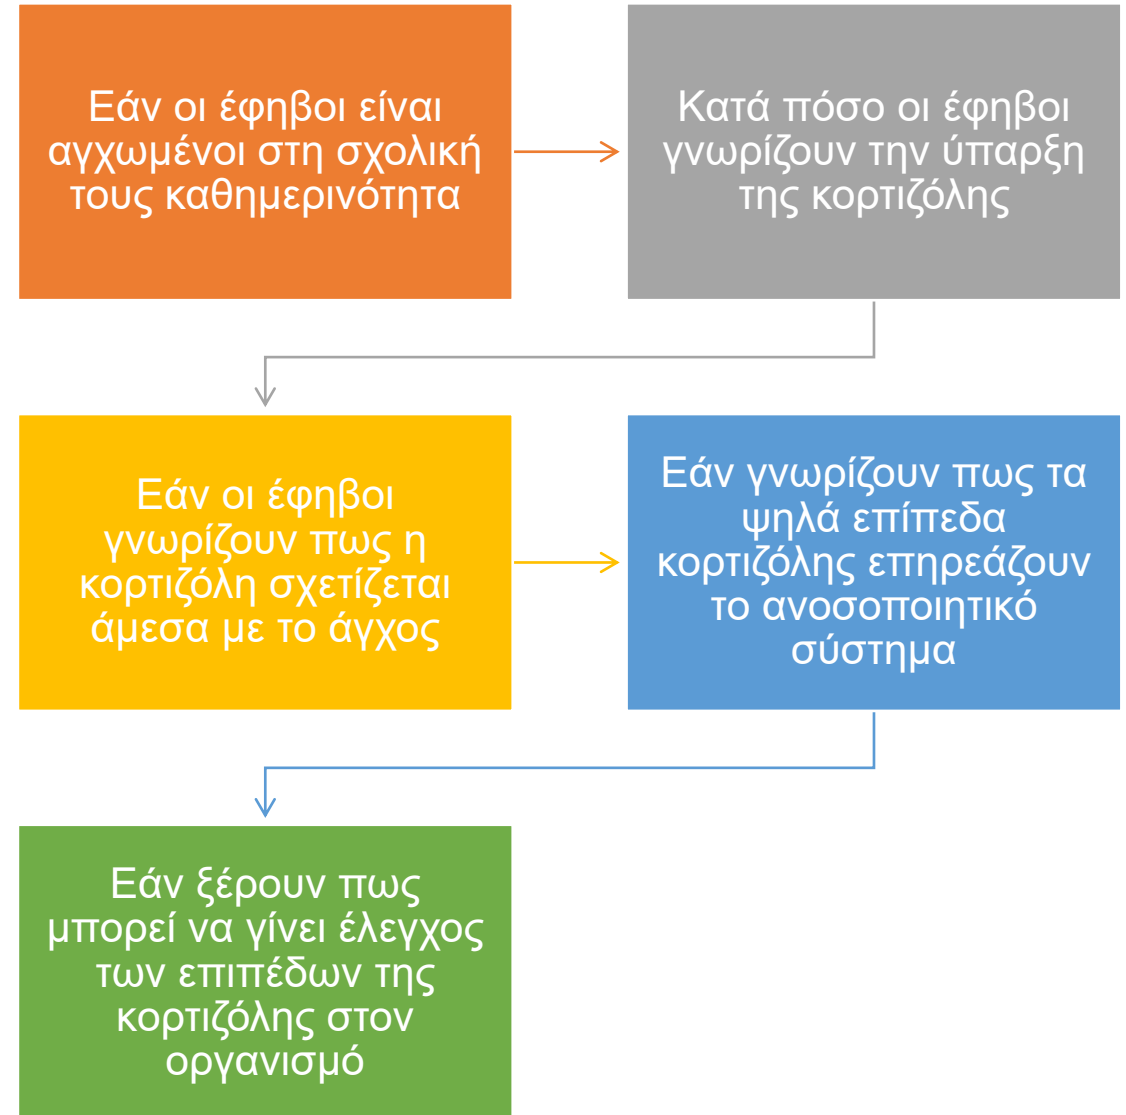 Εάν οι έφηβοι είναι
αγχωμένοι στη σχολική
τους καθημερινότητα
Κατά πόσο οι έφηβοι
γνωρίζουν την ύπαρξη
της κορτιζόλης
Εάν οι έφηβοι
γνωρίζουν πως η
κορτιζόλη σχετίζεται
άμεσα με το άγχος
Εάν γνωρίζουν πως τα
ψηλά επίπεδα
κορτιζόλης επηρεάζουν
το ανοσοποιητικό
σύστημα
Εάν ξέρουν πως
μπορεί να γίνει έλεγχος
των επιπέδων της
κορτιζόλης στον
οργανισμό